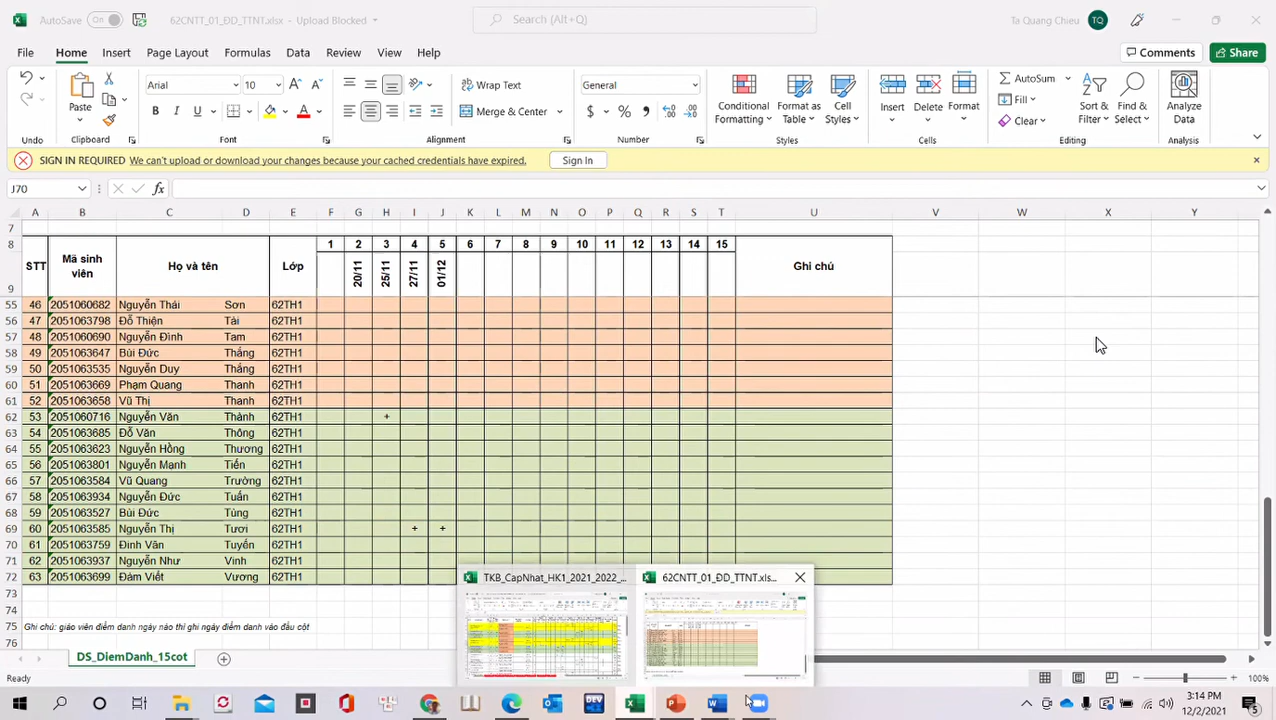 AutoSave Off 62CNTT_01_ĐD_TTNT.xlsx - Upload Blocked Search (Alt+Q) Ta Quang Chieu TQ
File Home Insert Page Layout Formulas Data Review View Help Comments Share
Arial 10 Wrap Text General AutoSum
Paste B I U Merge & Center $ % Conditional Formatting Format as Table Cell Styles Insert Delete Format Fill Clear Sort & Filter Find & Select Analyze Data
Undo Clipboard Font Alignment Number Styles Cells Editing Analysis
SIGN IN REQUIRED We can't upload or download your changes because your cached credentials have expired. Sign In
J70 fx
A B C D E F G H I J K L M N O P Q R S T U V W X Y
7
8 STT Mã sinh viên Họ và tên Lớp 1 2 3 4 5 6 7 8 9 10 11 12 13 14 15 Ghi chú
9 20/11 25/11 27/11 01/12
55 46 2051060682 Nguyễn Thái Sơn 62TH1
56 47 2051063798 Đỗ Thiện Tài 62TH1
57 48 2051060690 Nguyễn Đình Tam 62TH1
58 49 2051063647 Bùi Đức Thắng 62TH1
59 50 2051063535 Nguyễn Duy Thắng 62TH1
60 51 2051063669 Phạm Quang Thanh 62TH1
61 52 2051063658 Vũ Thị Thanh 62TH1
62 53 2051060716 Nguyễn Văn Thành 62TH1 +
63 54 2051063685 Đỗ Văn Thông 62TH1
64 55 2051063623 Nguyễn Hồng Thương 62TH1
65 56 2051063801 Nguyễn Mạnh Tiến 62TH1
66 57 2051063584 Vũ Quang Trường 62TH1
67 58 2051063934 Nguyễn Đức Tuấn 62TH1
68 59 2051063527 Bùi Đức Tùng 62TH1
69 60 2051063585 Nguyễn Thị Tươi 62TH1 + +
70 61 2051063759 Đinh Văn Tuyến 62TH1
71 62 2051063937 Nguyễn Như Vinh 62TH1
72 63 2051063699 Đàm Viết Vương 62TH1
73 TKB_CapNhat_HK1_2021_2022_... 62CNTT_01_ĐD_TTNT.xls...
74
75 Ghi chú: giáo viên điểm danh ngày nào thì ghi ngày điểm danh vào đầu cột
76
DS_DiemDanh_15cot
Ready 100%
3:14 PM
12/2/2021
5